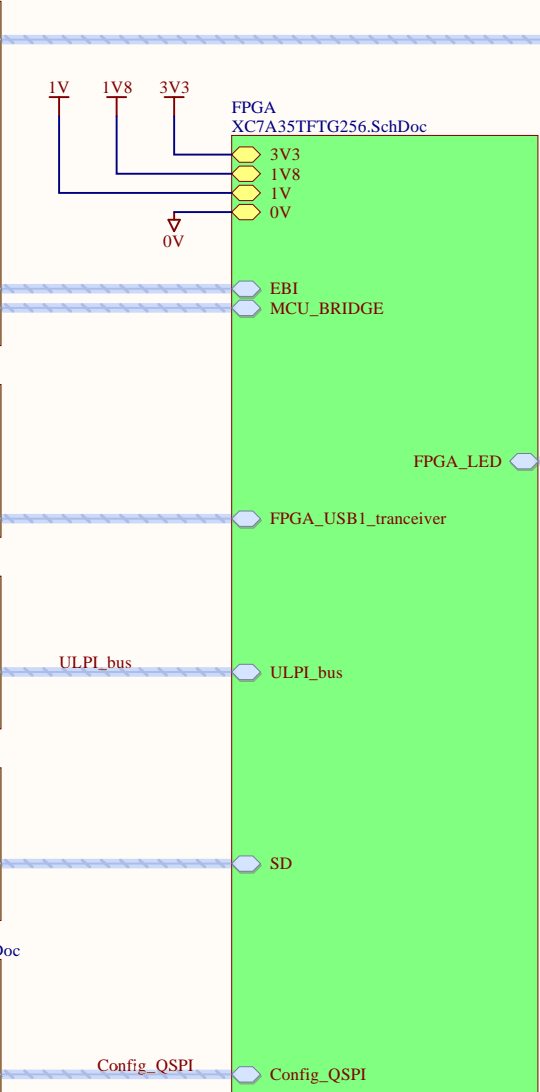 1V 1V8 3V3
FPGA
XC7A35TFTG256.SchDoc
3V3
1V8
1V
0V
0V
EBI
MCU_BRIDGE
FPGA_LED
FPGA_USB1_tranceiver
ULPI_bus
ULPI_bus
SD
Config_QSPI
Config_QSPI